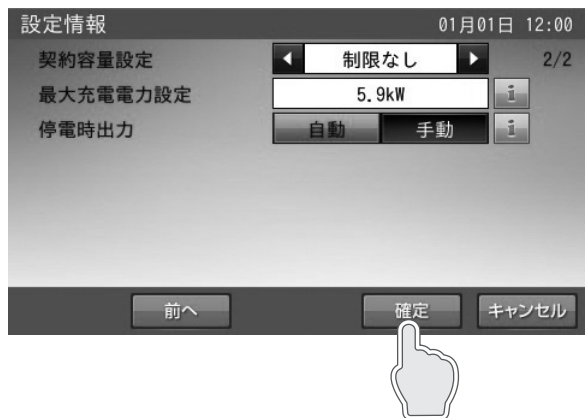 設定情報 01月01日 12:00
契約容量設定 ◀ 制限なし ▶ 2/2
最大充電電力設定 5.9kW i
停電時出力 自動 手動 i
前へ 確定 キャンセル